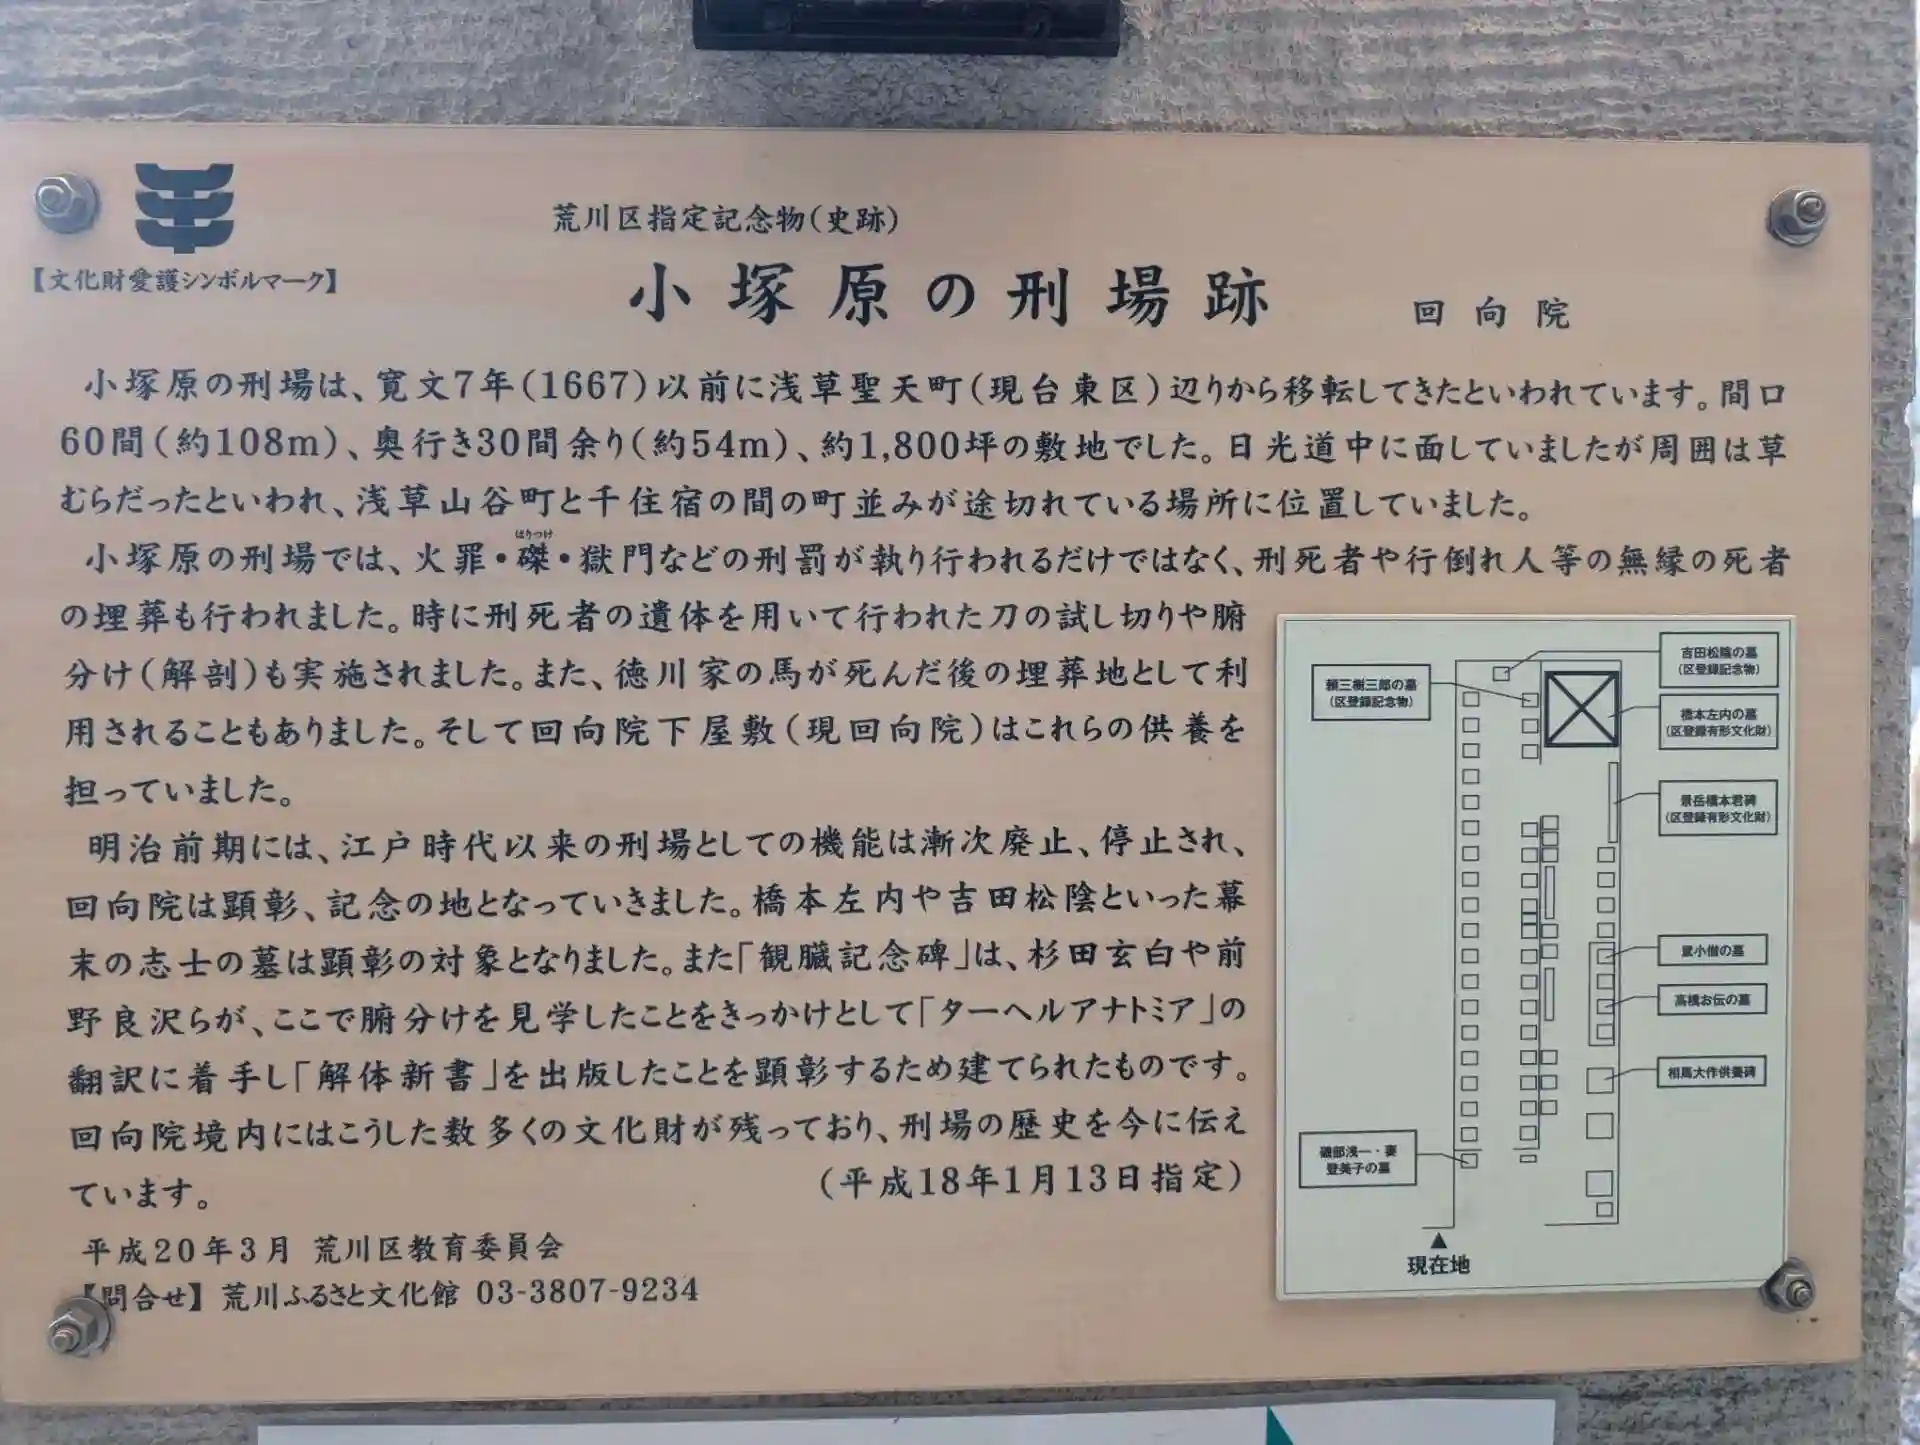 【文化財愛護シンボルマーク】
荒川区指定記念物(史跡)
小塚原の刑場跡
回向院
小塚原の刑場は、寛文7年(1667)以前に浅草聖天町(現台東区)辺りから移転してきたといわれています。間口
60間(約108m)、奥行き30間余り(約54m)、約1,800坪の敷地でした。日光道中に面していましたが周囲は草
むらだったといわれ、浅草山谷町と千住宿の間の町並みが途切れている場所に位置していました。
はりつけ
小塚原の刑場では、火罪・磔・獄門などの刑罰が執り行われるだけではなく、刑死者や行倒れ人等の無縁の死者
の埋葬も行われました。時に刑死者の遺体を用いて行われた刀の試し切りや腑
分け(解剖)も実施されました。また、徳川家の馬が死んだ後の埋葬地として利
用されることもありました。そして回向院下屋敷(現回向院)はこれらの供養を
担っていました。
明治前期には、江戸時代以来の刑場としての機能は漸次廃止、停止され、
回向院は顕彰、記念の地となっていきました。橋本左内や吉田松陰といった幕
末の志士の墓は顕彰の対象となりました。また「観臓記念碑」は、杉田玄白や前
野良沢らが、ここで腑分けを見学したことをきっかけとして「ターヘルアナトミア」の
翻訳に着手し「解体新書」を出版したことを顕彰するため建てられたものです。
回向院境内にはこうした数多くの文化財が残っており、刑場の歴史を今に伝え
ています。
(平成18年1月13日指定)
平成20年3月 荒川区教育委員会
【問合せ】荒川ふるさと文化館 03-3807-9234
吉田松陰の墓
(区登録記念物)
頼三樹三郎の墓
(区登録記念物)
橋本左内の墓
(区登録有形文化財)
景岳橋本君碑
(区登録有形文化財)
鼠小僧の墓
高橋お伝の墓
相馬大作供養碑
磯部浅一・妻
登美子の墓
▲
現在地